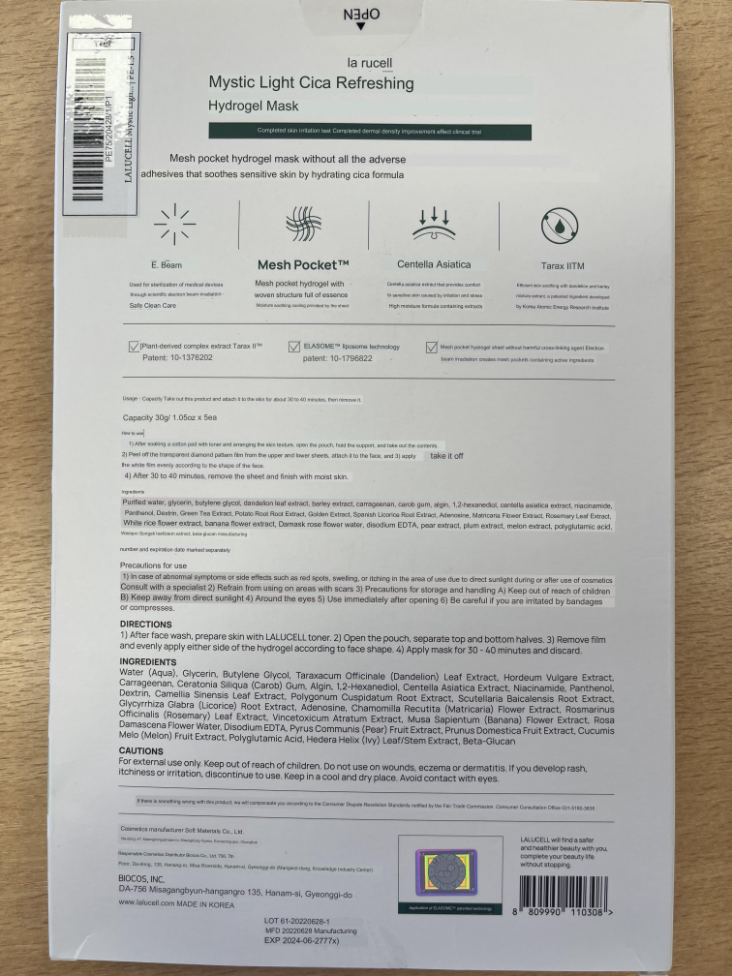 OPEN
la rucell
Mystic Light Cica Refreshing
Hydrogel Mask
Completed skin irritation test Completed dermal density improvement effect clinical trial
PE75/20428/1/P1
LALUCELL Mystic Ligh... | PE-1.5
Mesh pocket hydrogel mask without all the adverse
adhesives that soothes sensitive skin by hydrating cica formula
E. Beam
Mesh Pocket™
Centella Asiatica
Tarax IITM
Used for sterilization of medical devices
through scientific electron beam irradiation
Safe Clean Care
Mesh pocket hydrogel with
woven structure full of essence
Moisture soothing cooling provided by the sheet
Centella asiatica extract that provides comfort
to sensitive skin caused by irritation and stress
High moisture formula containing extracts
Efficient skin soothing with dandelion and barley
mixture extract, a patented ingredient developed
by Korea Atomic Energy Research Institute
Plant-derived complex extract Tarax II™
Patent: 10-1376202
ELASOME™ liposome technology
patent: 10-1796822
Mesh pocket hydrogel sheet without harmful cross-linking agent Electron
beam irradiation creates mesh pockets containing active ingredients
Usage · Capacity Take out this product and attach it to the skin for about 30 to 40 minutes, then remove it.
Capacity 30g/ 1.05oz x 5ea
How to use
1) After soaking a cotton pad with toner and arranging the skin texture, open the pouch, hold the support, and take out the contents.
2) Peel off the transparent diamond pattern film from the upper and lower sheets, attach it to the face, and 3) apply take it off
the white film evenly according to the shape of the face.
4) After 30 to 40 minutes, remove the sheet and finish with moist skin.
Ingredients
Purified water, glycerin, butylene glycol, dandelion leaf extract, barley extract, carrageenan, carob gum, algin, 1,2-hexanediol, centella asiatica extract, niacinamide,
Panthenol, Dextrin, Green Tea Extract, Potato Root Root Extract, Golden Extract, Spanish Licorice Root Extract, Adenosine, Matricaria Flower Extract, Rosemary Leaf Extract,
White rice flower extract, banana flower extract, Damask rose flower water, disodium EDTA, pear extract, plum extract, melon extract, polyglutamic acid,
beta-glucan manufacturing
number and expiration date marked separately
Precautions for use
1) In case of abnormal symptoms or side effects such as red spots, swelling, or itching in the area of use due to direct sunlight during or after use of cosmetics
Consult with a specialist 2) Refrain from using on areas with scars 3) Precautions for storage and handling A) Keep out of reach of children
B) Keep away from direct sunlight 4) Around the eyes 5) Use immediately after opening 6) Be careful if you are irritated by bandages
or compresses.
DIRECTIONS
1) After face wash, prepare skin with LALUCELL toner. 2) Open the pouch, separate top and bottom halves. 3) Remove film
and evenly apply either side of the hydrogel according to face shape. 4) Apply mask for 30 - 40 minutes and discard.
INGREDIENTS
Water (Aqua), Glycerin, Butylene Glycol, Taraxacum Officinale (Dandelion) Leaf Extract, Hordeum Vulgare Extract,
Carrageenan, Ceratonia Siliqua (Carob) Gum, Algin, 1,2-Hexanediol, Centella Asiatica Extract, Niacinamide, Panthenol,
Dextrin, Camellia Sinensis Leaf Extract, Polygonum Cuspidatum Root Extract, Scutellaria Baicalensis Root Extract,
Glycyrrhiza Glabra (Licorice) Root Extract, Adenosine, Chamomilla Recutita (Matricaria) Flower Extract, Rosmarinus
Officinalis (Rosemary) Leaf Extract, Vincetoxicum Atratum Extract, Musa Sapientum (Banana) Flower Extract, Rosa
Damascena Flower Water, Disodium EDTA, Pyrus Communis (Pear) Fruit Extract, Prunus Domestica Fruit Extract, Cucumis
Melo (Melon) Fruit Extract, Polyglutamic Acid, Hedera Helix (Ivy) Leaf/Stem Extract, Beta-Glucan
CAUTIONS
For external use only. Keep out of reach of children. Do not use on wounds, eczema or dermatitis. If you develop rash,
itchiness or irritation, discontinue to use. Keep in a cool and dry place. Avoid contact with eyes.
If there is something wrong with this product, we will compensate you according to the Consumer Dispute Resolution Standards notified by the Fair Trade Commission. Consumer Consultation Office
Cosmetics manufacturer Soft Materials Co., Ltd.
Responsible Cosmetics Distributor Biocos Co., Ltd.
BIOCOS, INC.
DA-756 Misagangbyun-hangangro 135, Hanam-si, Gyeonggi-do
www.lalucell.com MADE IN KOREA
Application of ELASOME™ patented technology
LALUCELL will find a safer
and healthier beauty with you,
complete your beauty life
without stopping.
8 809990 110308 >
LOT 61-20220628-1
MFD 20220628 Manufacturing
EXP 2024-06-2777x)